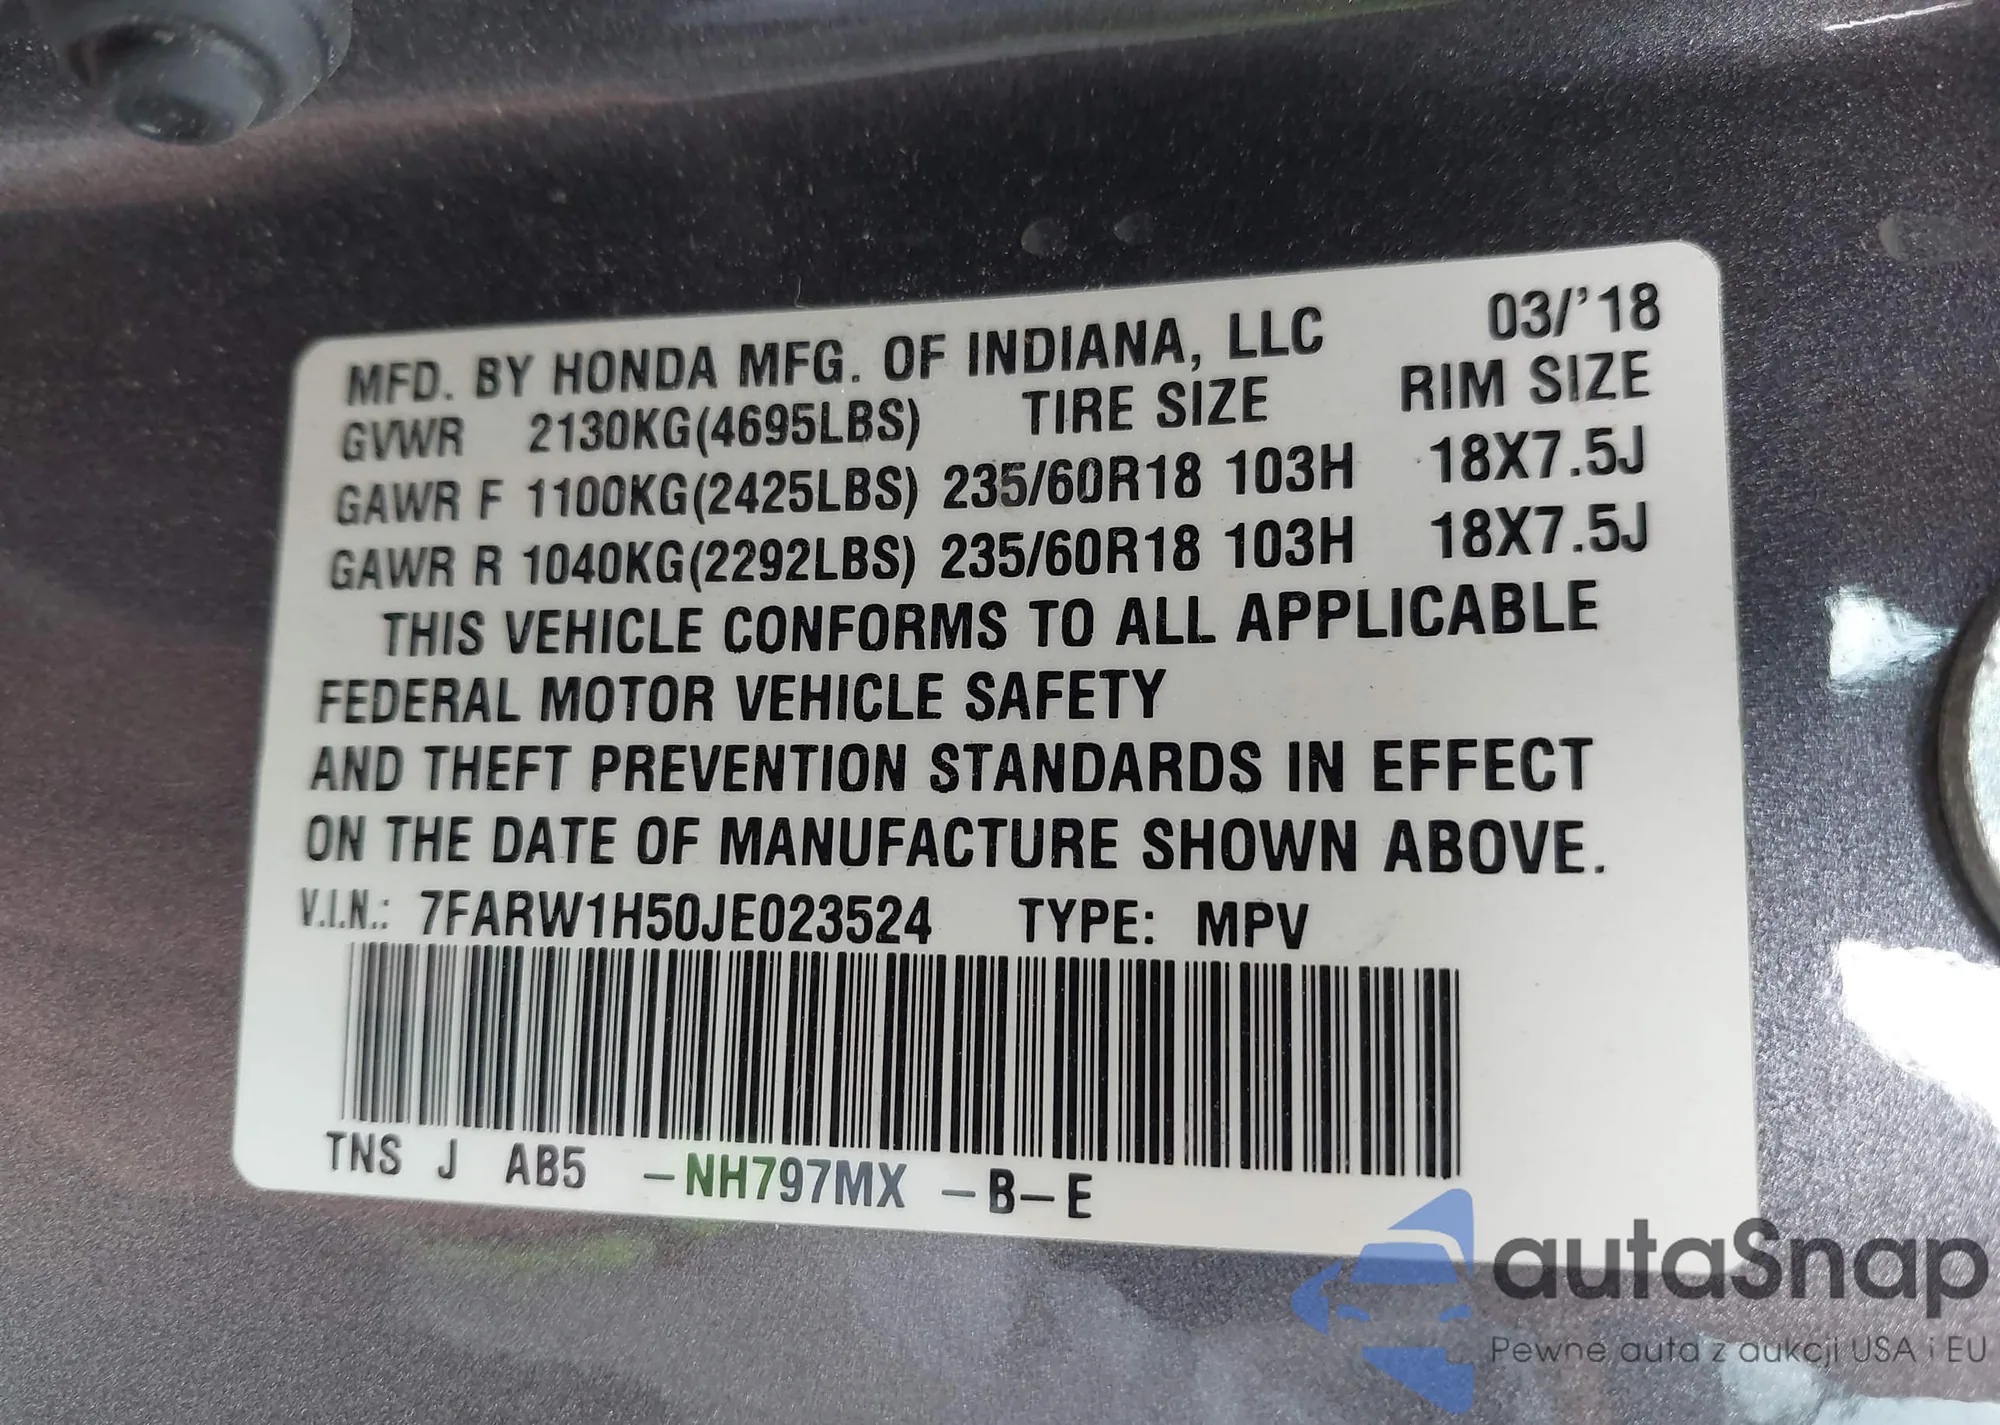 MFD. BY HONDA MFG. OF INDIANA, LLC 03/'18
GVWR 2130KG(4695LBS) TIRE SIZE RIM SIZE
GAWR F 1100KG(2425LBS) 235/60R18 103H 18X7.5J
GAWR R 1040KG(2292LBS) 235/60R18 103H 18X7.5J
THIS VEHICLE CONFORMS TO ALL APPLICABLE
FEDERAL MOTOR VEHICLE SAFETY
AND THEFT PREVENTION STANDARDS IN EFFECT
ON THE DATE OF MANUFACTURE SHOWN ABOVE.
V.I.N.: 7FARW1H50JE023524 TYPE: MPV
TNS J AB5 -NH797MX -B-E
autaSnap
Pewne auta z aukcji USA i EU